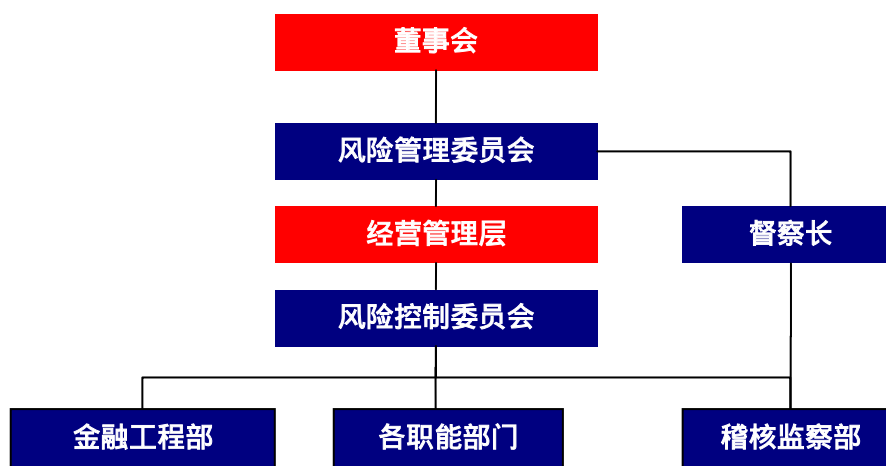 董事会
风险管理委员会
经营管理层
督察长
风险控制委员会
金融工程部
各职能部门
稽核监察部